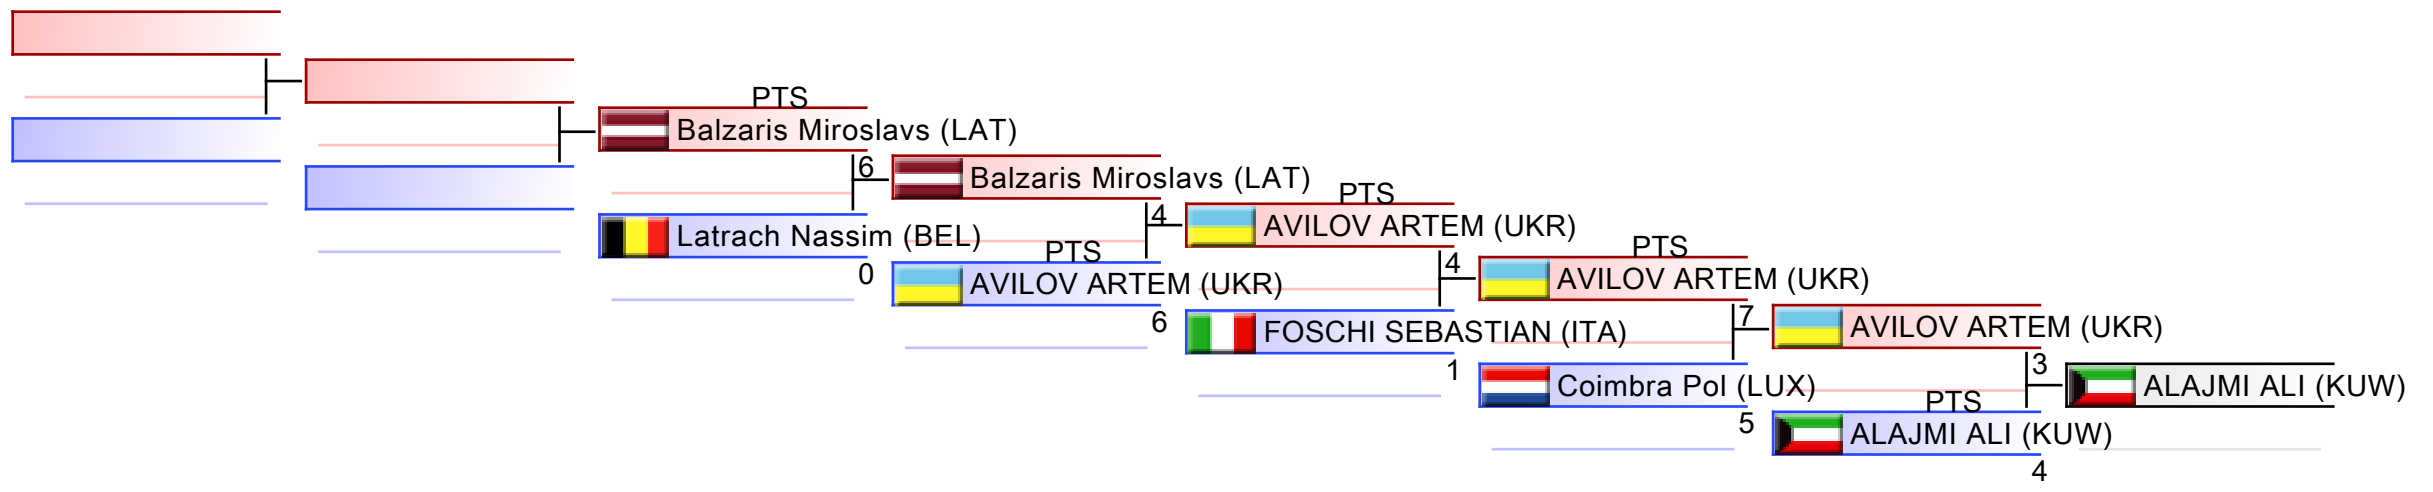 PTS
Balzaris Miroslavs (LAT)
6
Latrach Nassim (BEL)
0
Balzaris Miroslavs (LAT)
4
PTS
AVILOV ARTEM (UKR)
6
PTS
AVILOV ARTEM (UKR)
4
FOSCHI SEBASTIAN (ITA)
1
PTS
AVILOV ARTEM (UKR)
7
Coimbra Pol (LUX)
5
AVILOV ARTEM (UKR)
3
PTS
ALAJMI ALI (KUW)
4
ALAJMI ALI (KUW)